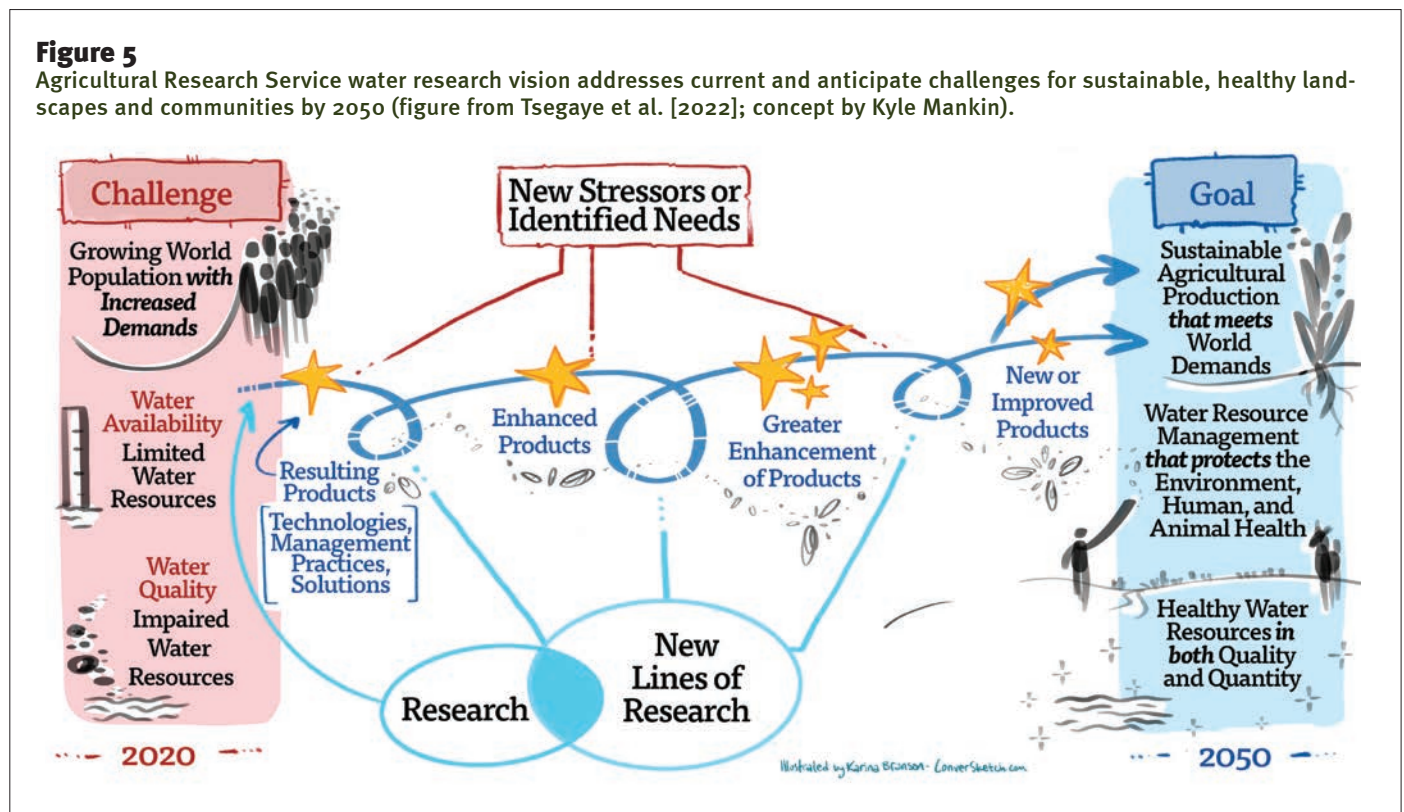 Figure 5
Agricultural Research Service water research vision addresses current and anticipate challenges for sustainable, healthy land-
scapes and communities by 2050 (figure from Tsegaye et al. [2022]; concept by Kyle Mankin).
Challenge
Growing World
Population with
Increased
Demands
Water
Availability
Limited
Water
Resources
Water
Quality
Impaired
Water
Resources
2020
New Stressors or
Identified Needs
Resulting
Products
[Technologies,
Management
Practices,
Solutions]
Enhanced
Products
Greater
Enhancement
of Products
New or
Improved
Products
Research
New
Lines of
Research
Goal
Sustainable
Agricultural
Production
that meets
World
Demands
Water Resource
Management
that protects the
Environment,
Human, and
Animal Health
Healthy Water
Resources in
both Quality
and Quantity
2050
Illustrated by Karina Branson - ConverSketch.com